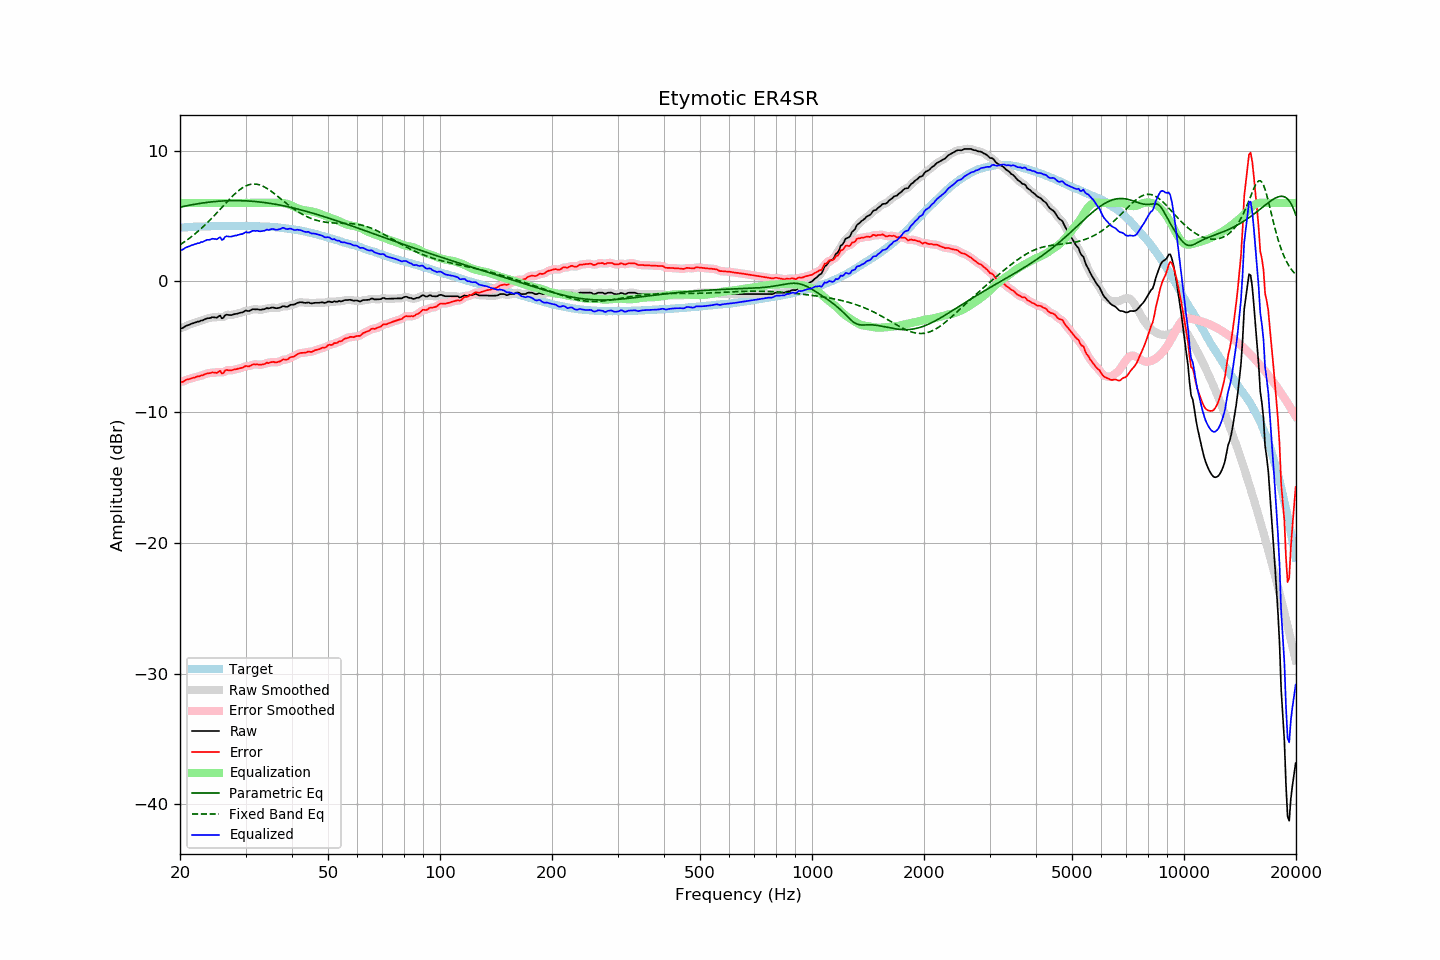 Etymotic ER4SR
Amplitude (dBr)
10
0
−10
−20
−30
−40
Target
Raw Smoothed
Error Smoothed
Raw
Error
Equalization
Parametric Eq
Fixed Band Eq
Equalized
20 50 100 200 500 1000 2000 5000 10000 20000
Frequency (Hz)